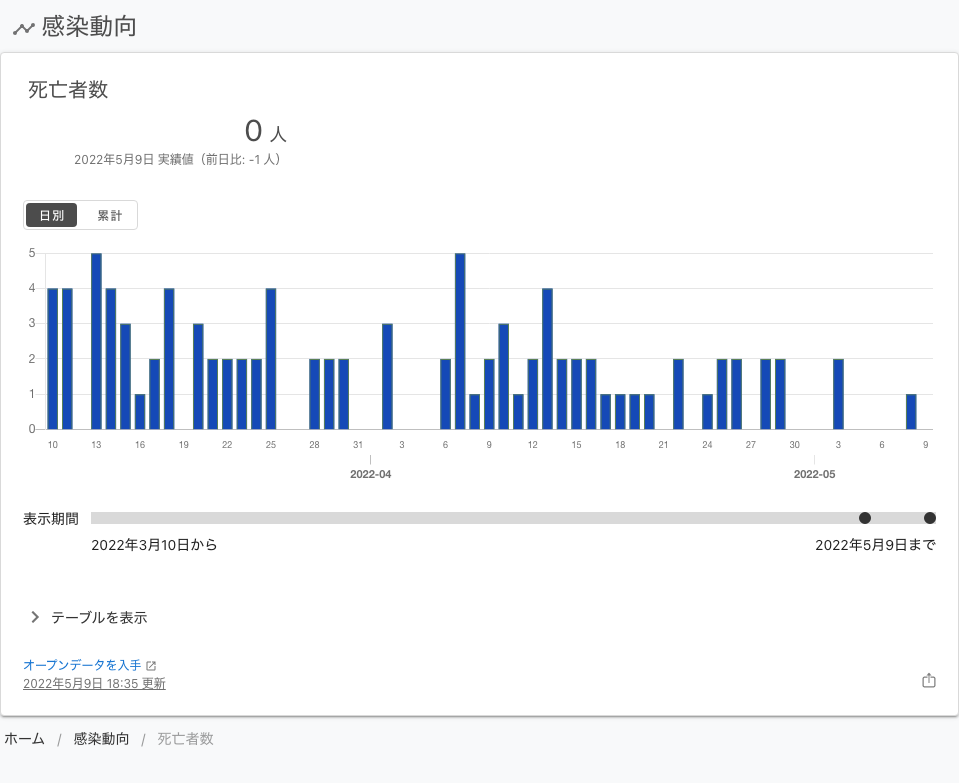 感染動向
死亡者数
0 人
2022年5月9日 実績値（前日比: -1 人）
日別 累計
5
4
3
2
1
0
10 13 16 19 22 25 28 31 3 6 9 12 15 18 21 24 27 30 3 6 9
2022-04 2022-05
表示期間
2022年3月10日から 2022年5月9日まで
テーブルを表示
オープンデータを入手
2022年5月9日 18:35 更新
ホーム / 感染動向 / 死亡者数